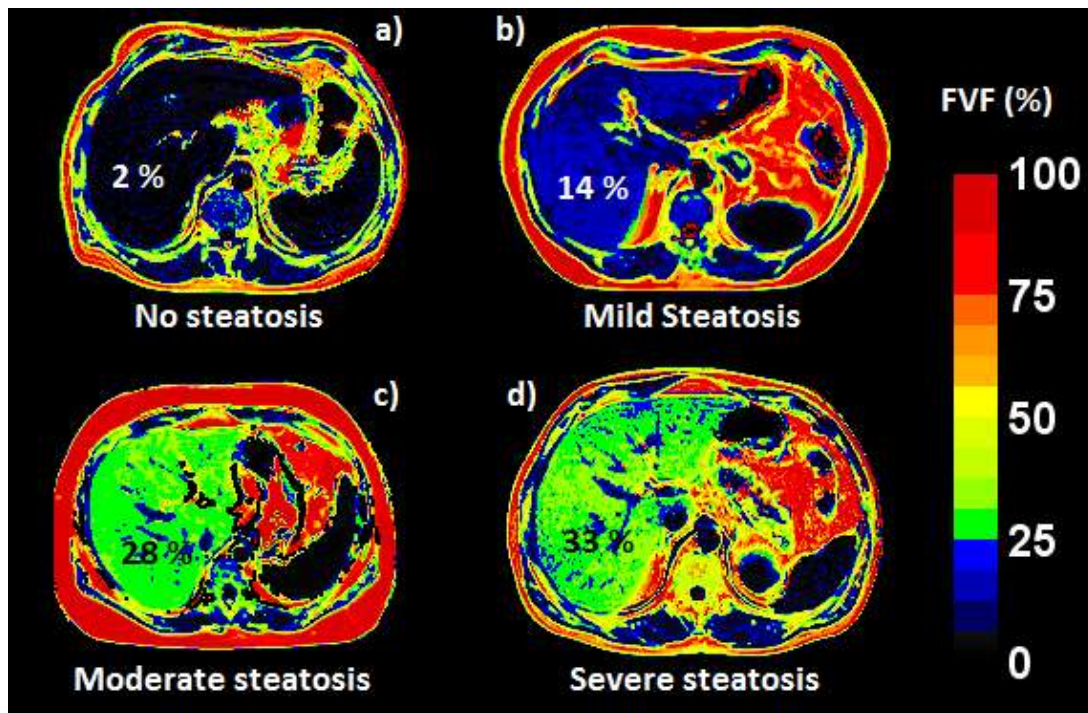 a)
2 %
No steatosis
b)
14 %
Mild Steatosis
FVF (%)
100
75
50
25
0
c)
28 %
Moderate steatosis
d)
33 %
Severe steatosis